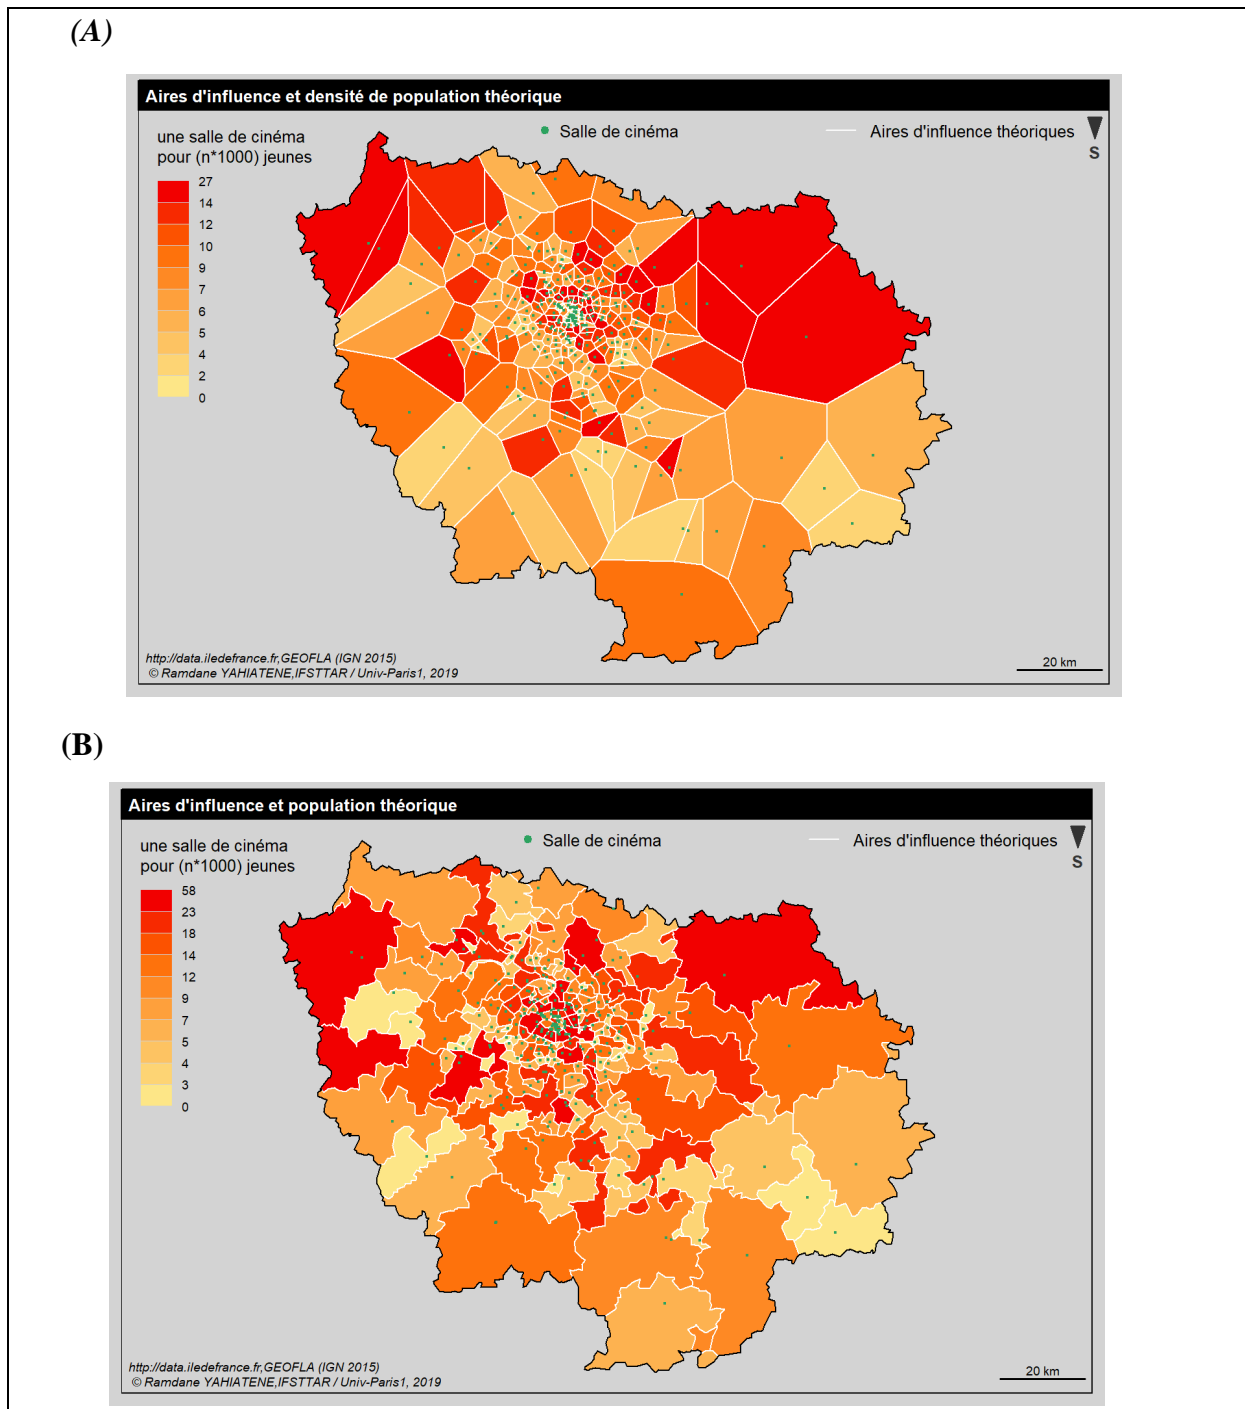 (A)
Aires d'influence et densité de population théorique
une salle de cinéma
pour (n*1000) jeunes
Salle de cinéma
Aires d'influence théoriques
S
27
14
12
10
9
7
6
5
4
2
0
http://data.iledefrance.fr,GEOFLA (IGN 2015)
© Ramdane YAHIATENE,IFSTTAR / Univ-Paris1, 2019
20 km
(B)
Aires d'influence et population théorique
une salle de cinéma
pour (n*1000) jeunes
Salle de cinéma
Aires d'influence théoriques
S
58
23
18
14
12
9
7
5
4
3
0
http://data.iledefrance.fr,GEOFLA (IGN 2015)
© Ramdane YAHIATENE,IFSTTAR / Univ-Paris1, 2019
20 km